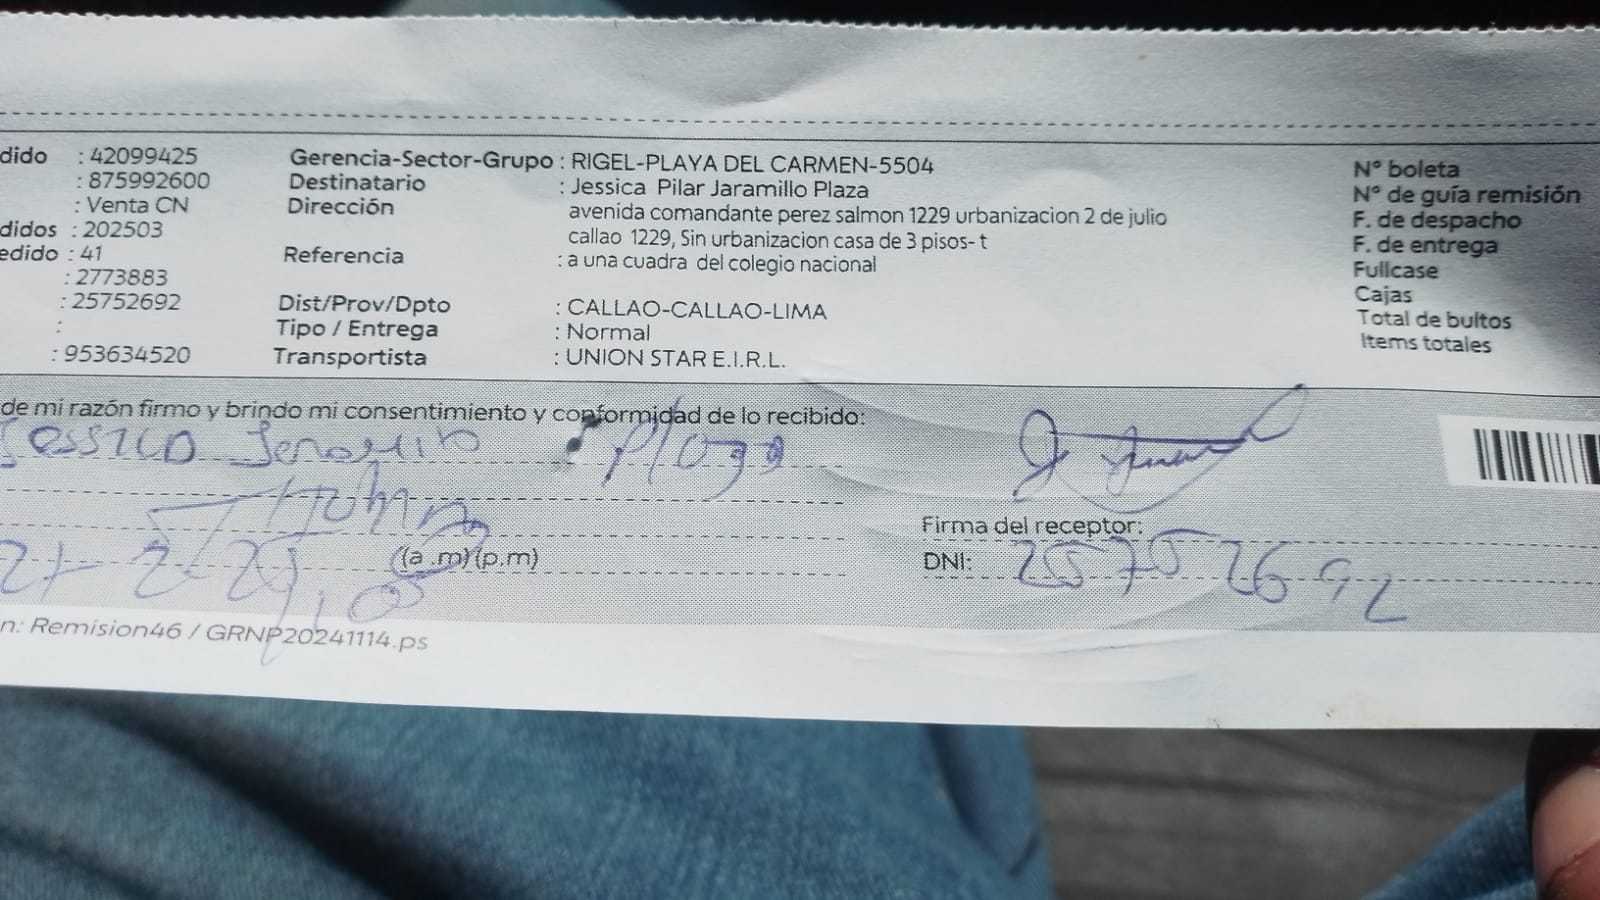 dido : 42099425
: 875992600
: Venta CN
didos : 202503
edido : 41
: 2773883
: 25752692
:
: 953634520
Gerencia-Sector-Grupo : RIGEL-PLAYA DEL CARMEN-5504
Destinatario : Jessica Pilar Jaramillo Plaza
Dirección avenida comandante perez salmon 1229 urbanizacion 2 de julio
callao 1229, Sin urbanizacion casa de 3 pisos- t
Referencia : a una cuadra del colegio nacional
Dist/Prov/Dpto : CALLAO-CALLAO-LIMA
Tipo / Entrega : Normal
Transportista : UNION STAR E.I.R.L.
N° boleta
N° de guía remisión
F. de despacho
F. de entrega
Fullcase
Cajas
Total de bultos
Items totales
de mi razón firmo y brindo mi consentimiento y conformidad de lo recibido:
Plaza
(a .m)(p.m)
Firma del receptor:
DNI: 25752692
n: Remision46 / GRNP20241114.ps